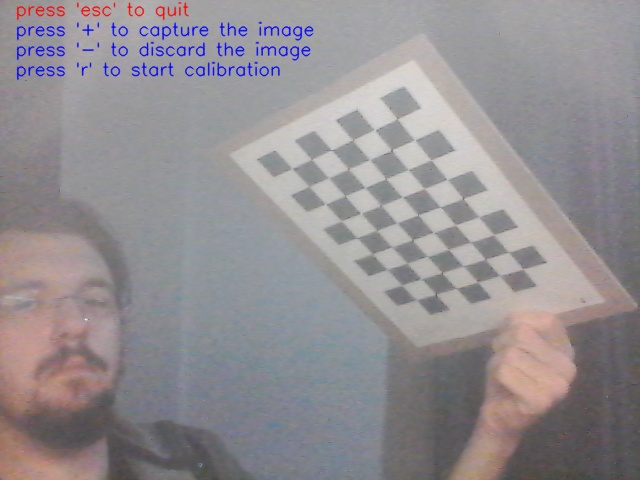 press 'esc' to quit
press '+' to capture the image
press '-' to discard the image
press 'r' to start calibration